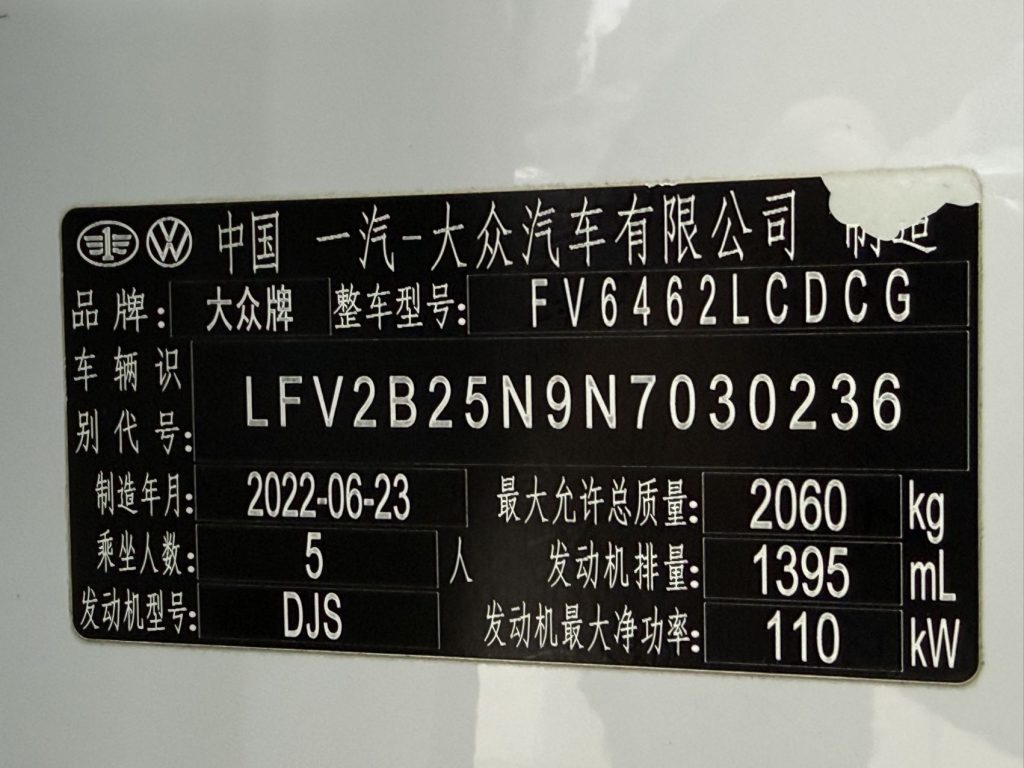 中国 一汽-大众汽车有限公司 制造
品牌: 大众牌 整车型号: FV6462LCDCG
车辆识别代号: LFV2B25N9N7030236
制造年月: 2022-06-23 最大允许总质量: 2060 kg
乘坐人数: 5 人 发动机排量: 1395 mL
发动机型号: DJS 发动机最大净功率: 110 kW